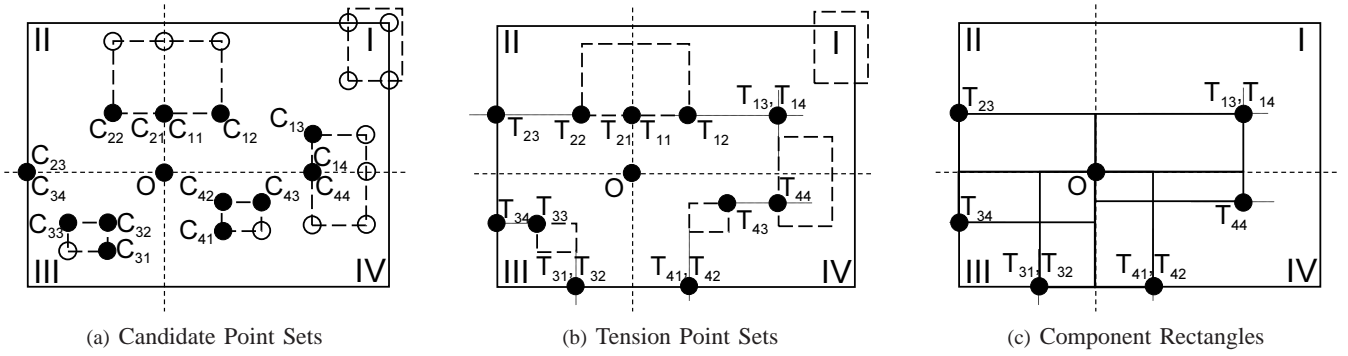 II I
C₂₂ C₂₁ C₁₁ C₁₂ C₁₃
C₂₃ C₁₄
C₃₄ O C₄₂ C₄₃ C₄₄
C₃₃ C₃₂ C₄₁
C₃₁
III IV
(a) Candidate Point Sets
II I
T₁₃, T₁₄
T₂₃ T₂₂ T₂₁ T₁₁ T₁₂
O
T₃₄ T₃₃ T₄₃ T₄₄
III T₃₁, T₃₂ T₄₁, T₄₂ IV
(b) Tension Point Sets
II I
T₂₃ T₁₃, T₁₄
O
T₃₄ T₄₄
III T₃₁, T₃₂ T₄₁, T₄₂ IV
(c) Component Rectangles